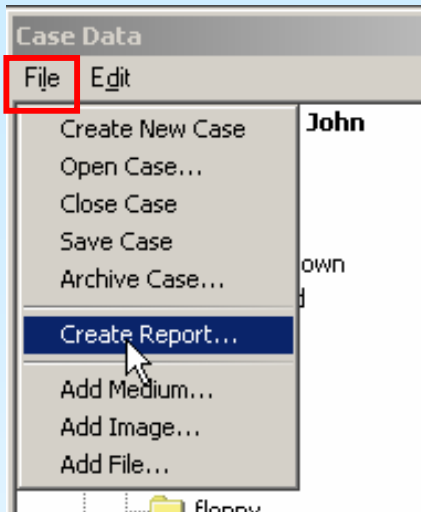 Case Data
File Edit
Create New Case
John
Open Case...
Close Case
Save Case
own
Archive Case...
Create Report...
Add Medium...
Add Image...
Add File...
floppy